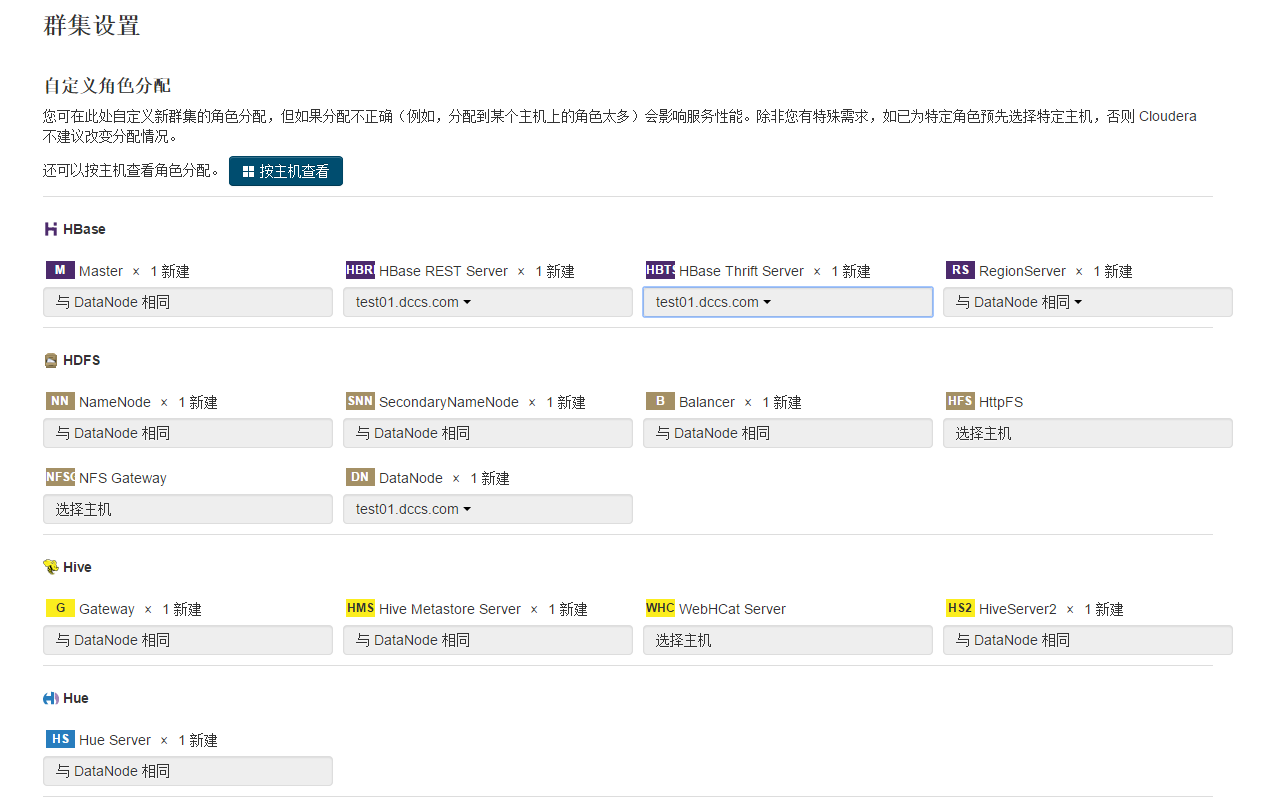 群集设置
自定义角色分配
您可在此处自定义新群集的角色分配，但如果分配不正确（例如，分配到某个主机上的角色太多）会影响服务性能。除非您有特殊需求，如已为特定角色预先选择特定主机，否则 Cloudera
不建议改变分配情况。
还可以按主机查看角色分配。 按主机查看
HBase
M Master × 1 新建 HBR HBase REST Server × 1 新建 HBTS HBase Thrift Server × 1 新建 RS RegionServer × 1 新建
与 DataNode 相同 test01.dccs.com test01.dccs.com 与 DataNode 相同
HDFS
NN NameNode × 1 新建 SNN SecondaryNameNode × 1 新建 B Balancer × 1 新建 HFS HttpFS
与 DataNode 相同 与 DataNode 相同 与 DataNode 相同 选择主机
NFSG NFS Gateway DN DataNode × 1 新建
选择主机 test01.dccs.com
Hive
G Gateway × 1 新建 HMS Hive Metastore Server × 1 新建 WHC WebHCat Server HS2 HiveServer2 × 1 新建
与 DataNode 相同 与 DataNode 相同 选择主机 与 DataNode 相同
Hue
HS Hue Server × 1 新建
与 DataNode 相同